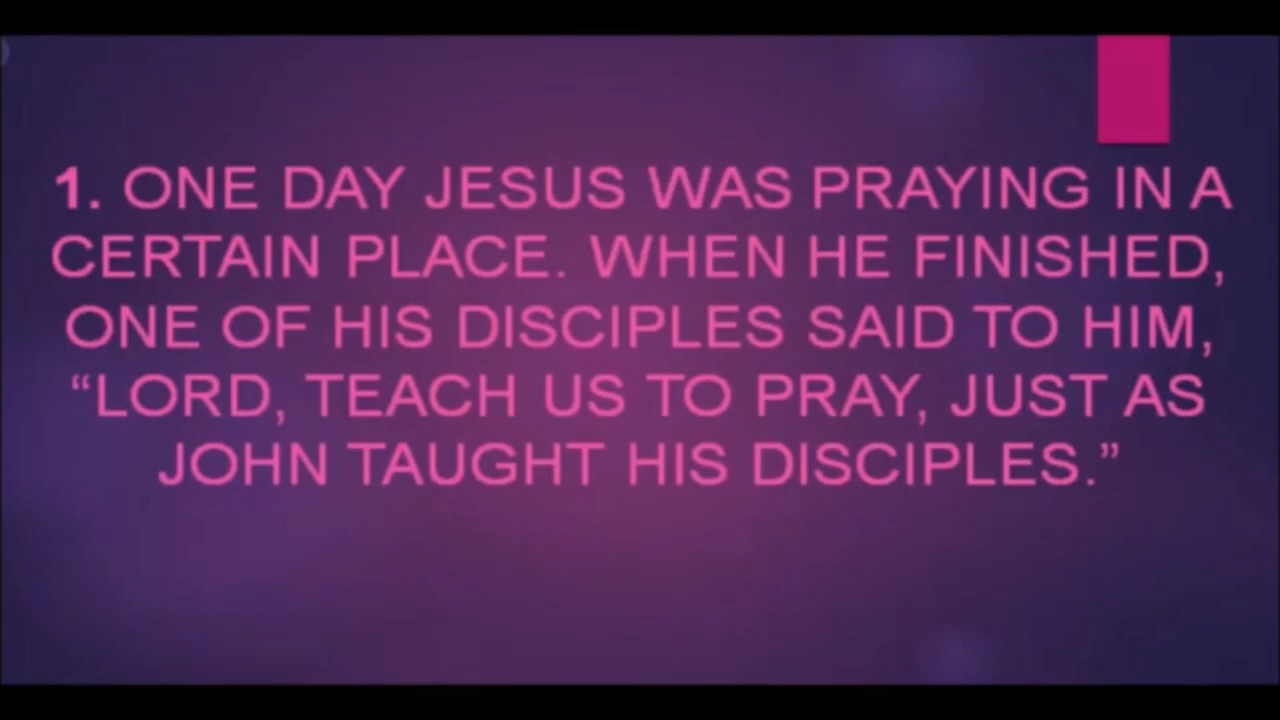 1. ONE DAY JESUS WAS PRAYING IN A
CERTAIN PLACE. WHEN HE FINISHED,
ONE OF HIS DISCIPLES SAID TO HIM,
“LORD, TEACH US TO PRAY, JUST AS
JOHN TAUGHT HIS DISCIPLES.”